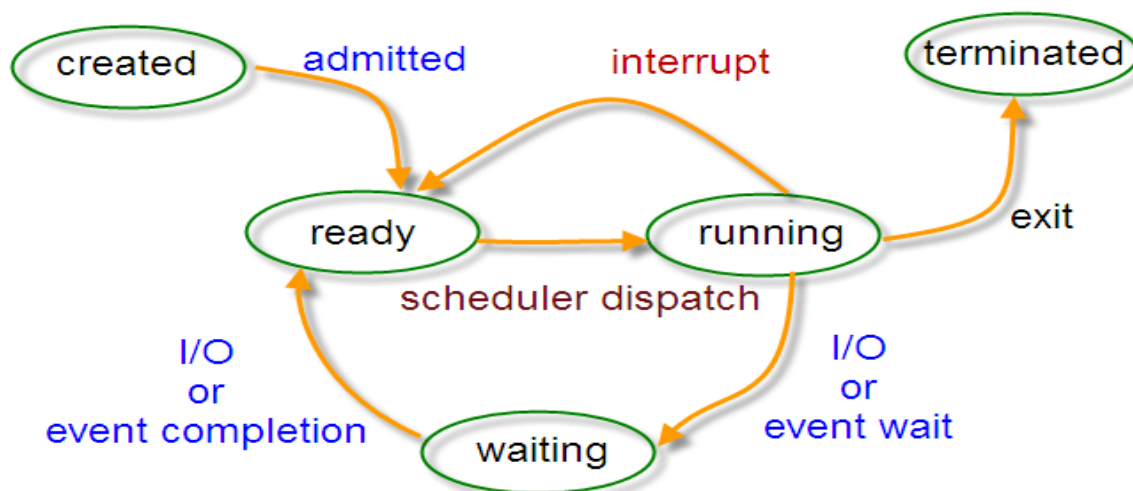 created
admitted
interrupt
terminated
ready
running
exit
scheduler dispatch
I/O
or
event completion
I/O
or
event wait
waiting